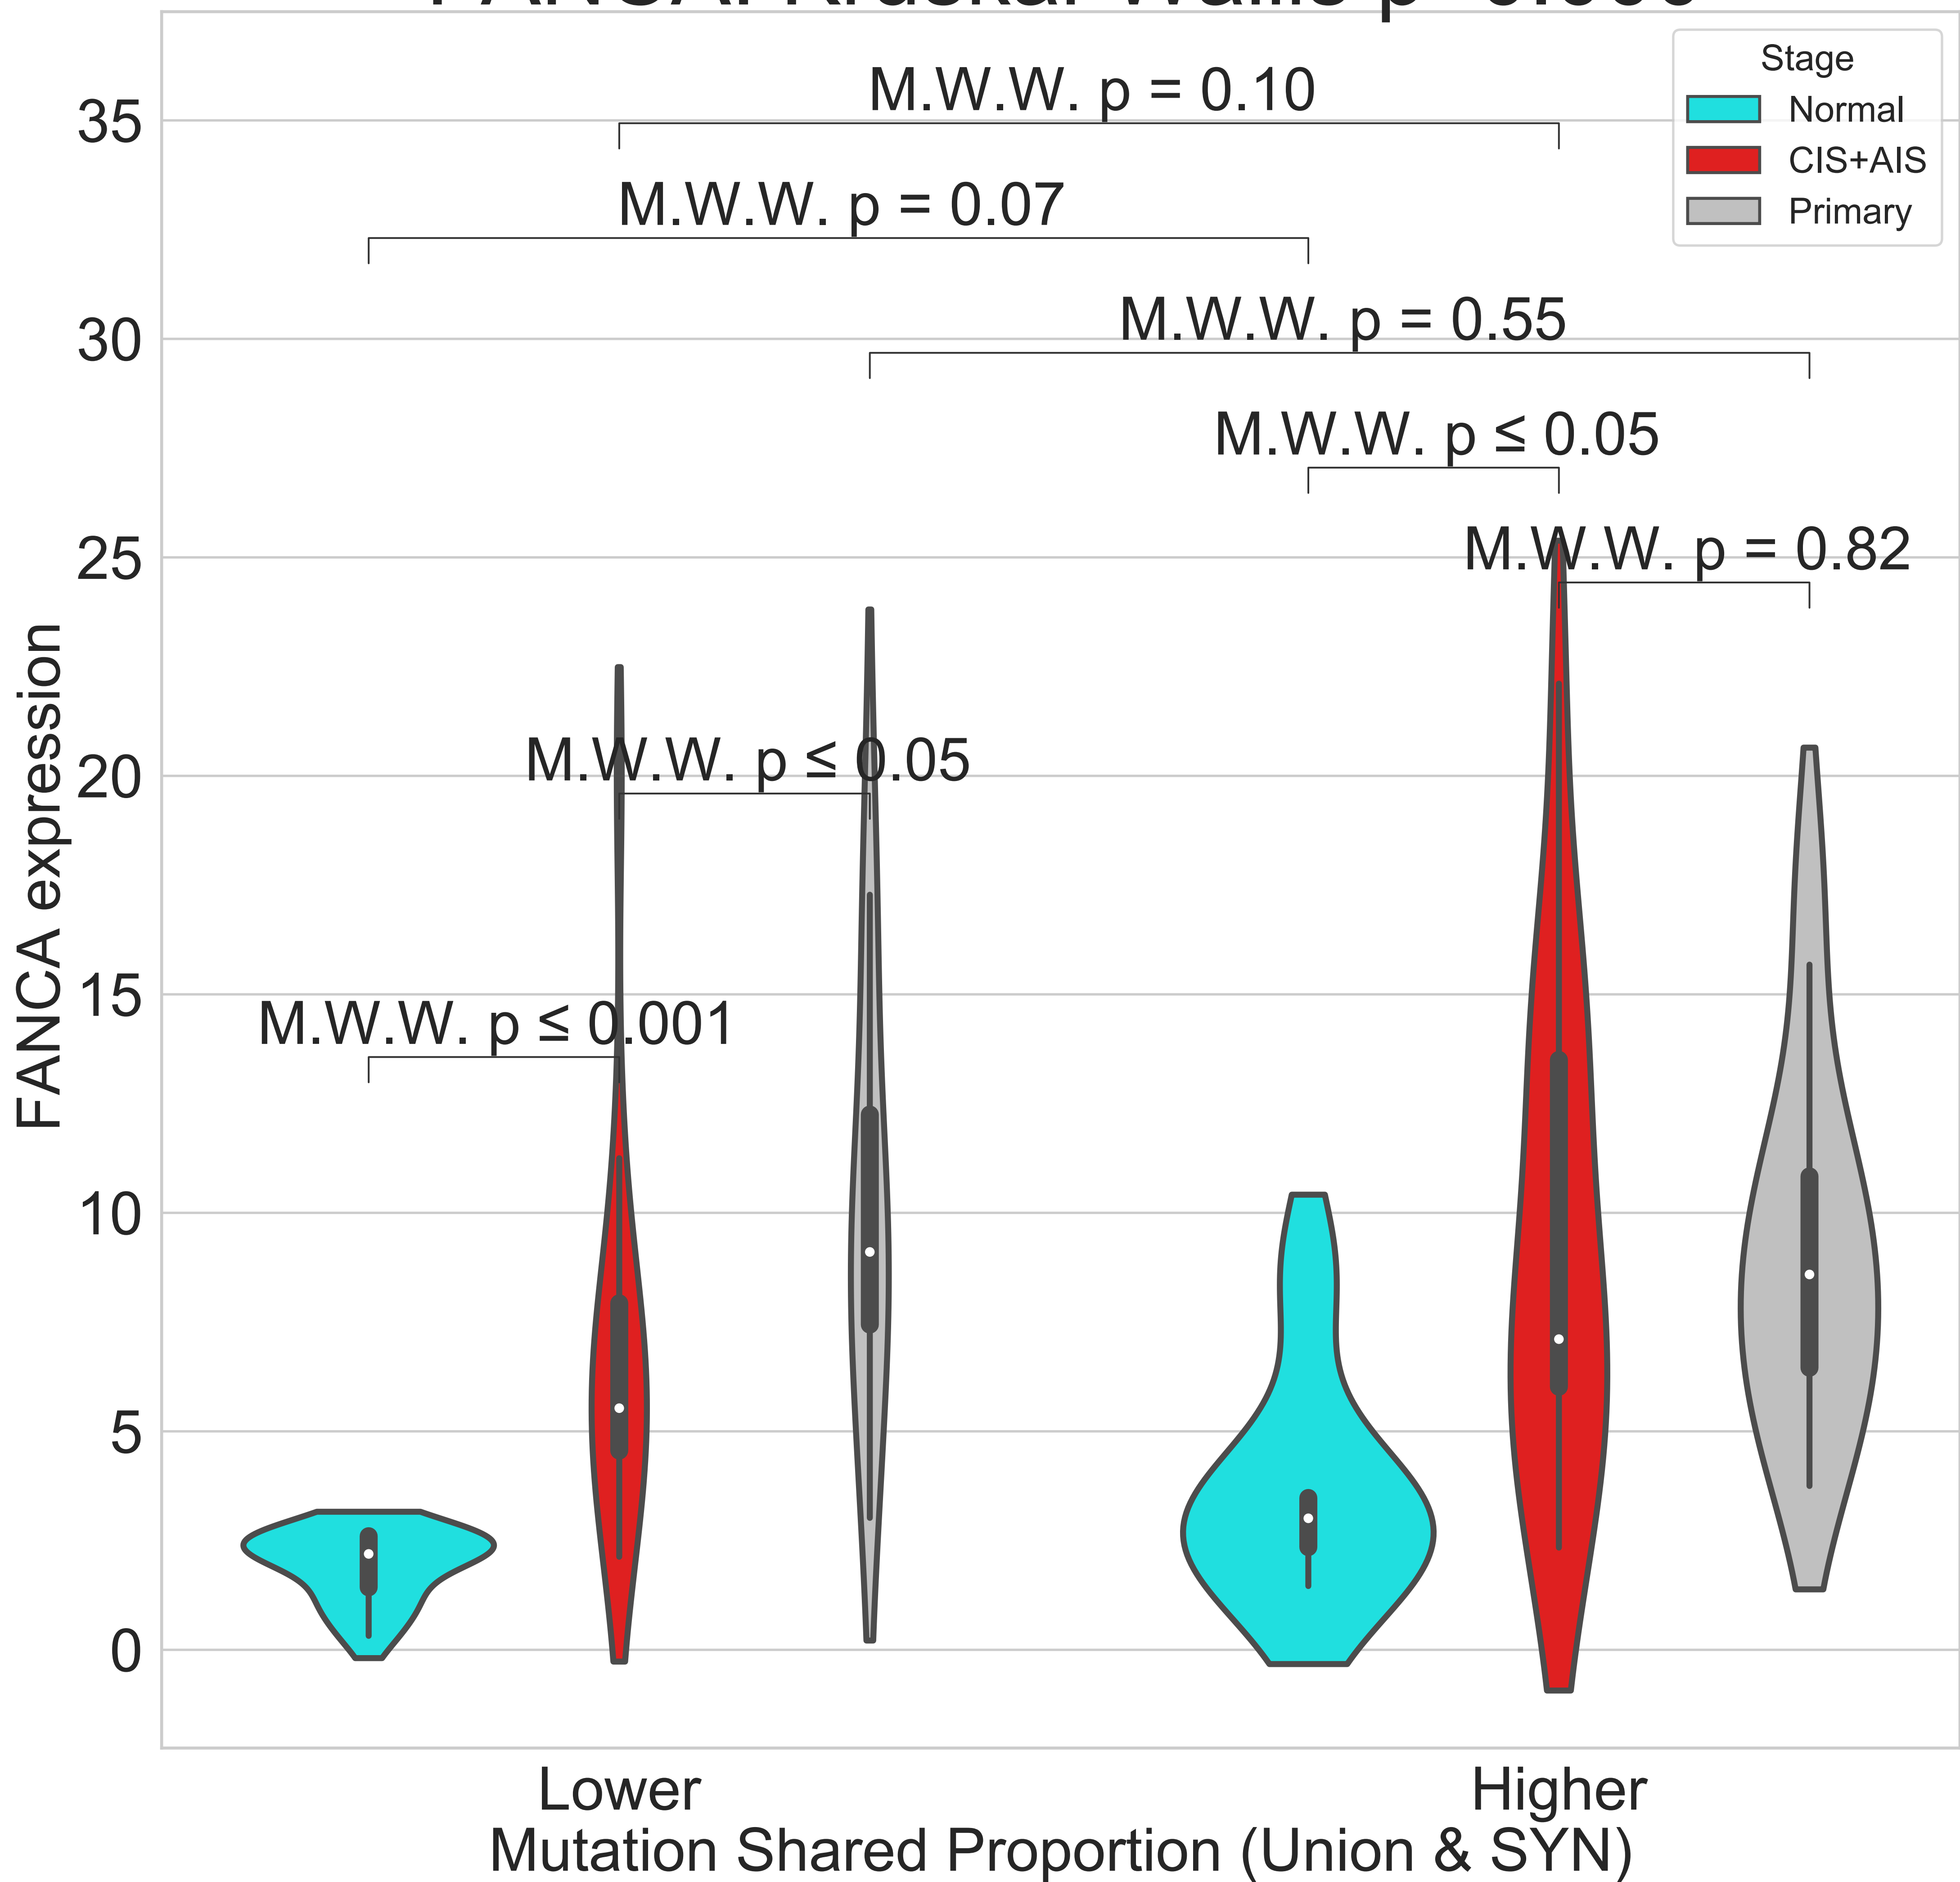 Stage
Normal
CIS+AIS
Primary
M.W.W. p = 0.10
M.W.W. p = 0.07
M.W.W. p = 0.55
M.W.W. p ≤ 0.05
M.W.W. p = 0.82
M.W.W. p ≤ 0.05
M.W.W. p ≤ 0.001
FANCA expression
35
30
25
20
15
10
5
0
Lower
Higher
Mutation Shared Proportion (Union & SYN)